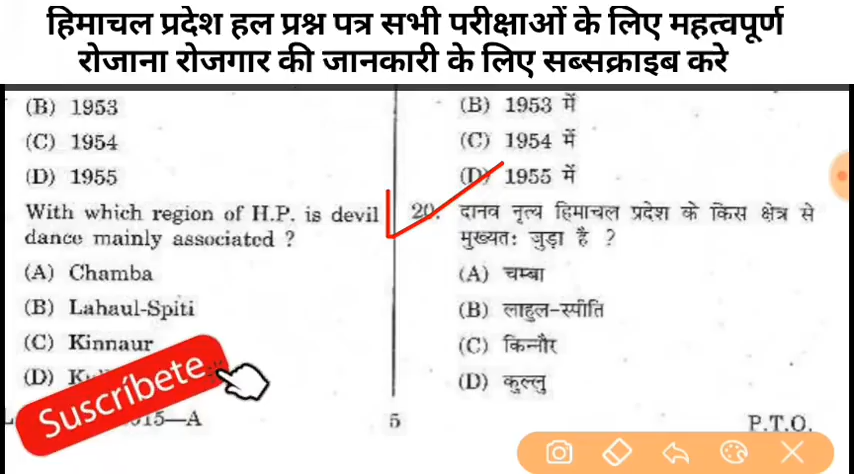 हिमाचल प्रदेश हल प्रश्न पत्र सभी परीक्षाओं के लिए महत्वपूर्ण
रोजाना रोजगार की जानकारी के लिए सब्सक्राइब करे
(B) 1953
(C) 1954
(D) 1955
With which region of H.P. is devil
dance mainly associated ?
(A) Chamba
(B) Lahaul-Spiti
(C) Kinnaur
(D)
Suscríbete
15—A
(B) 1953 में
(C) 1954 में
(D) 1955 में
20. दानव नृत्य हिमाचल प्रदेश के किस क्षेत्र से
मुख्यतः जुड़ा है ?
(A) चम्बा
(B) लाहुल-स्पीति
(C) किन्नौर
(D) कुल्लु
5
P.T.O.